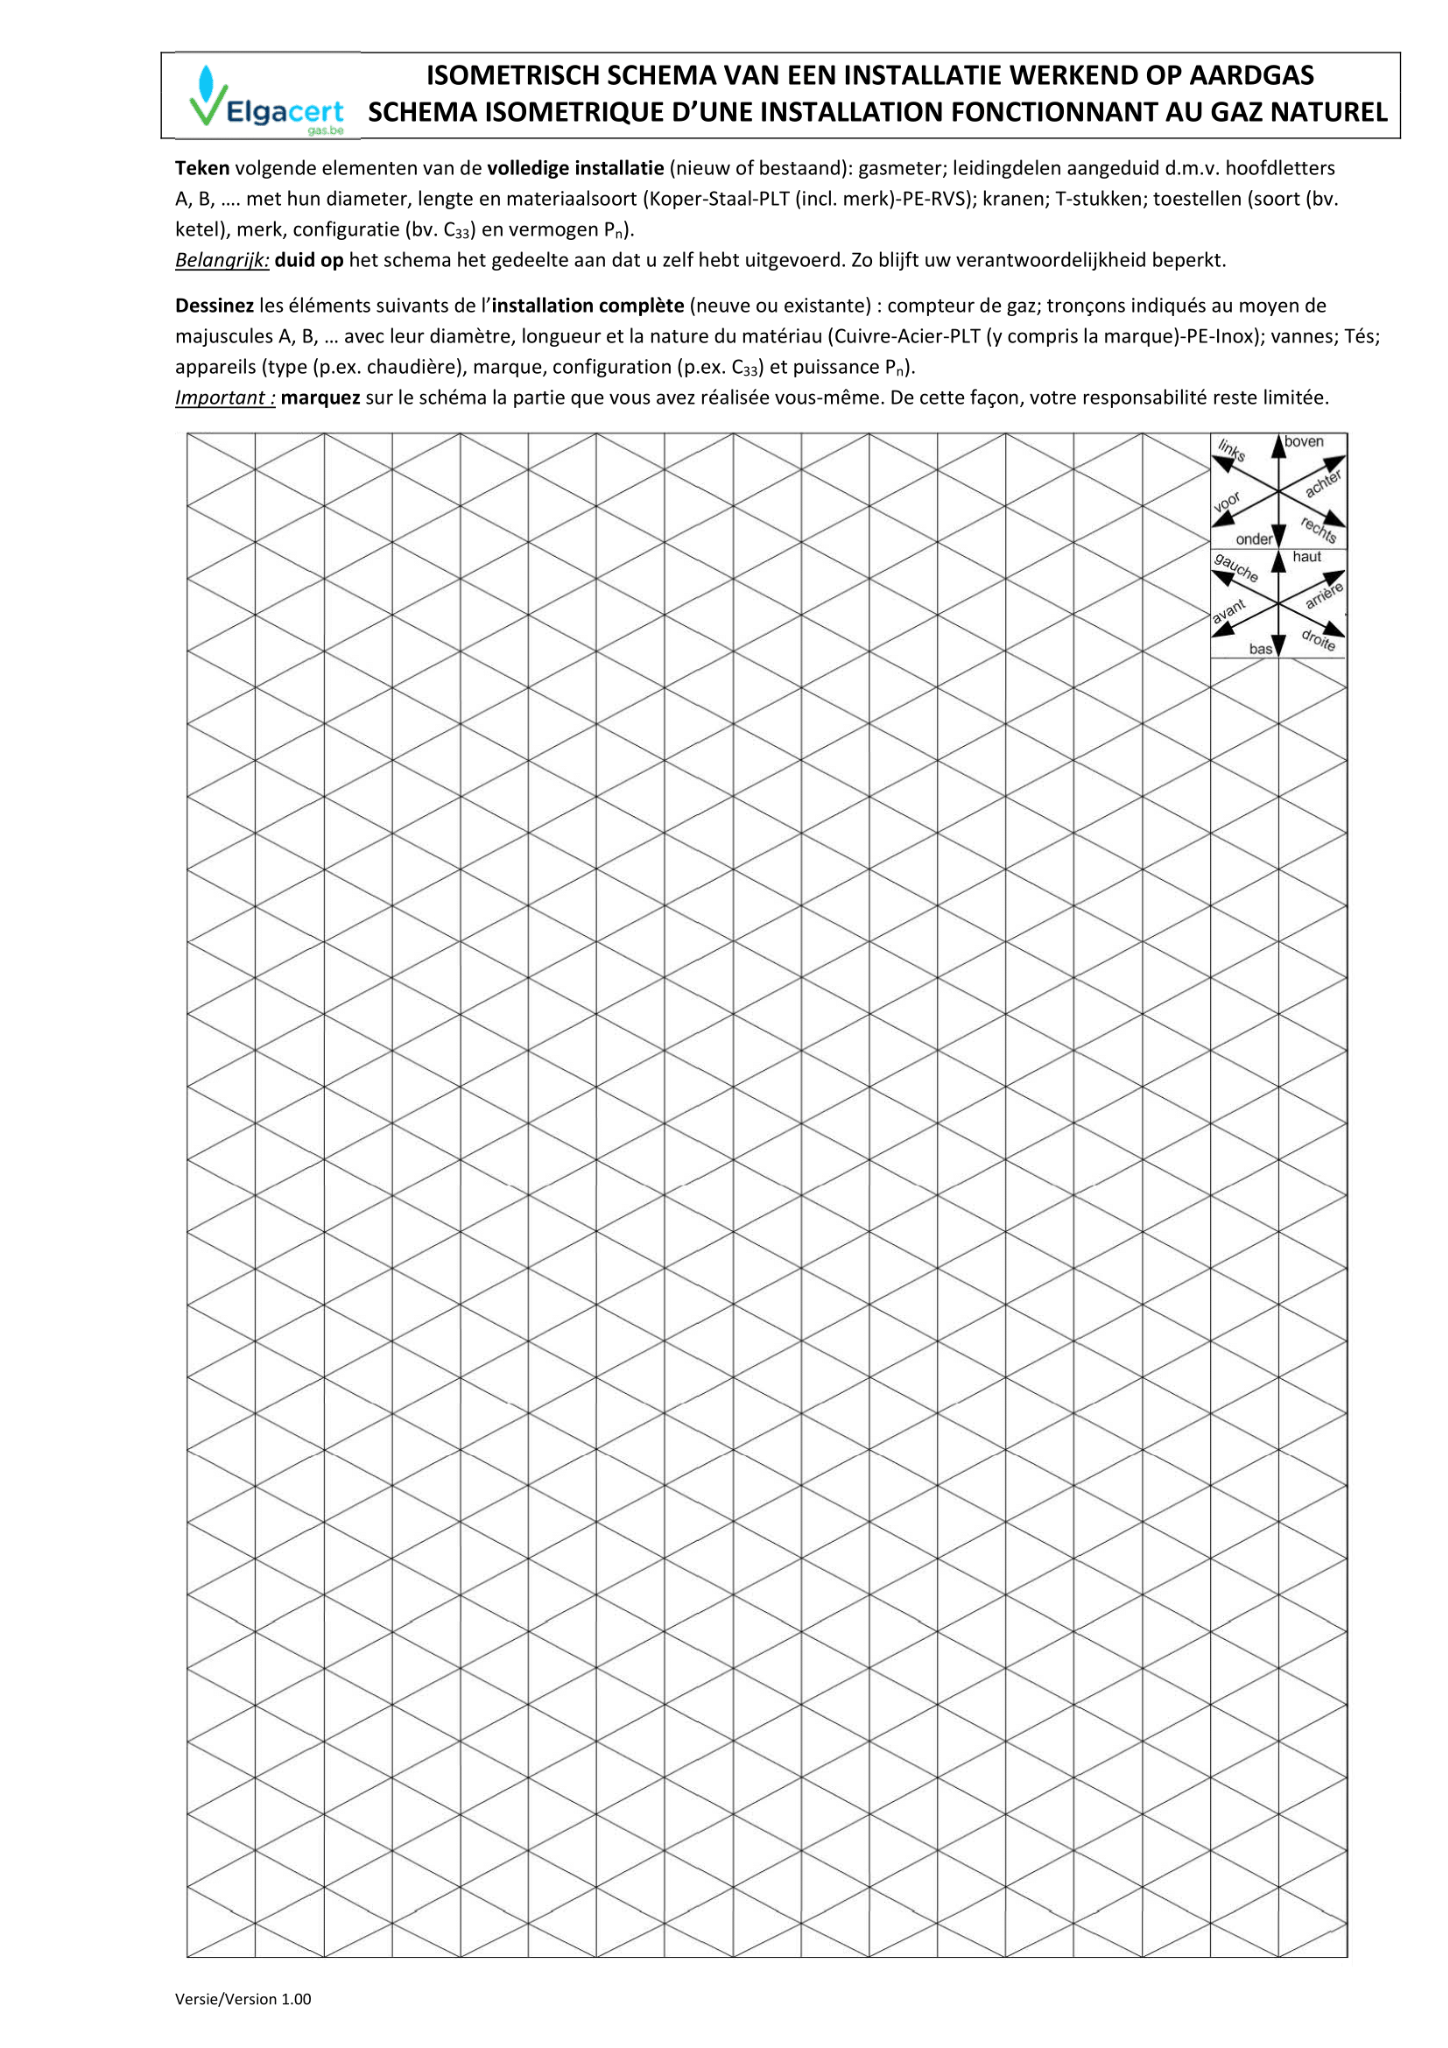 Elgacert
gas.be
ISOMETRISCH SCHEMA VAN EEN INSTALLATIE WERKEND OP AARDGAS
SCHEMA ISOMETRIQUE D’UNE INSTALLATION FONCTIONNANT AU GAZ NATUREL
Teken volgende elementen van de volledige installatie (nieuw of bestaand): gasmeter; leidingdelen aangeduid d.m.v. hoofdletters
A, B, …. met hun diameter, lengte en materiaalsoort (Koper-Staal-PLT (incl. merk)-PE-RVS); kranen; T-stukken; toestellen (soort (bv.
ketel), merk, configuratie (bv. C₃₃) en vermogen Pₙ).
Belangrijk: duid op het schema het gedeelte aan dat u zelf hebt uitgevoerd. Zo blijft uw verantwoordelijkheid beperkt.
Dessinez les éléments suivants de l’installation complète (neuve ou existante) : compteur de gaz; tronçons indiqués au moyen de
majuscules A, B, … avec leur diamètre, longueur et la nature du matériau (Cuivre-Acier-PLT (y compris la marque)-PE-Inox); vannes; Tés;
appareils (type (p.ex. chaudière), marque, configuration (p.ex. C₃₃) et puissance Pₙ).
Important : marquez sur le schéma la partie que vous avez réalisée vous-même. De cette façon, votre responsabilité reste limitée.
links
boven
voor
achter
onder
rechts
gauche
haut
avant
arrière
bas
droite
Versie/Version 1.00